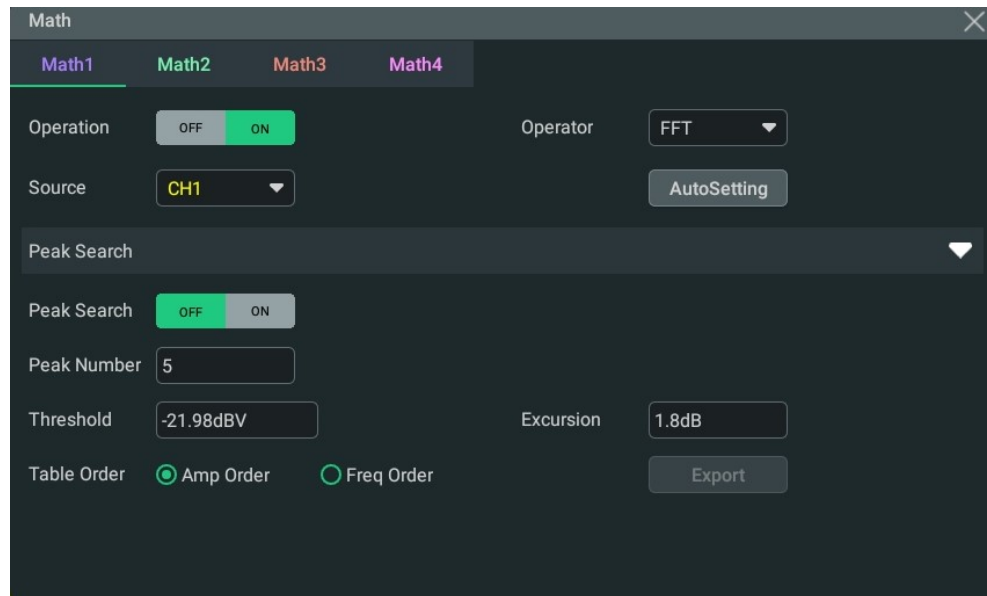 Math
Math1 Math2 Math3 Math4
Operation OFF ON Operator FFT
Source CH1 AutoSetting
Peak Search
Peak Search OFF ON
Peak Number 5
Threshold -21.98dBV Excursion 1.8dB
Table Order Amp Order Freq Order Export